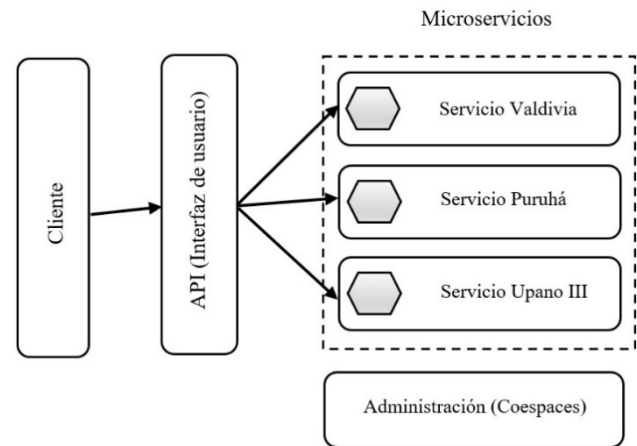 Microservicios
Cliente
API (Interfaz de usuario)
Servicio Valdivia
Servicio Puruhá
Servicio Upano III
Administración (Coespaces)